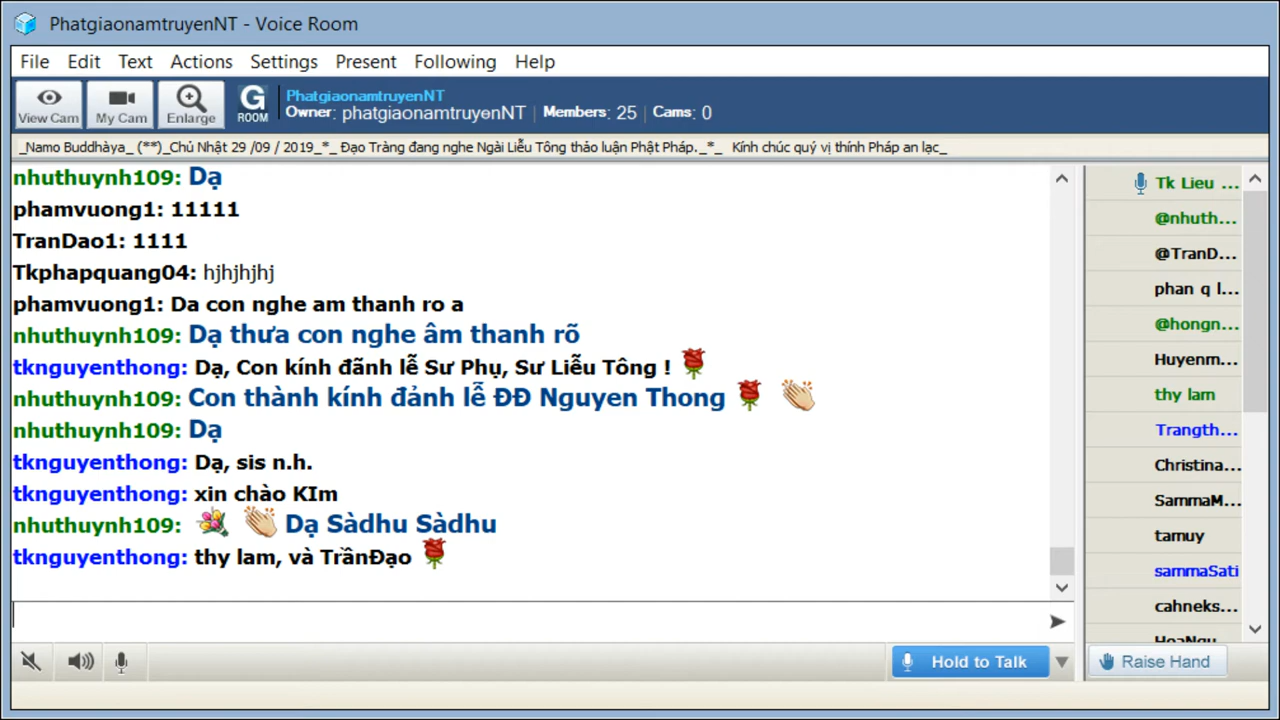 PhatgiaonamtruyenNT - Voice Room
File Edit Text Actions Settings Present Following Help
View Cam My Cam Enlarge G ROOM
PhatgiaonamtruyenNT
Owner: phatgiaonamtruyenNT | Members: 25 | Cams: 0
_Namo Buddhàya_ (**)_Chủ Nhật 29 /09 / 2019_*_ Đạo Tràng đang nghe Ngài Liễu Tông thảo luận Phật Pháp._*_ Kính chúc quý vị thính Pháp an lạc_
nhuthuynh109: Dạ
phamvuong1: 11111
TranDao1: 1111
Tkphapquang04: hjhjhjhj
phamvuong1: Da con nghe am thanh ro a
nhuthuynh109: Dạ thưa con nghe âm thanh rõ
tknguyenthong: Dạ, Con kính đãnh lễ Sư Phụ, Sư Liễu Tông !
nhuthuynh109: Con thành kính đảnh lễ ĐĐ Nguyen Thong
nhuthuynh109: Dạ
tknguyenthong: Dạ, sis n.h.
tknguyenthong: xin chào KIm
nhuthuynh109: Dạ Sàdhu Sàdhu
tknguyenthong: thy lam, và TrầnĐạo
Tk Lieu ...
@nhuth...
@TranD...
phan q l...
@hongn...
Huyenm...
thy lam
Trangth...
Christina...
SammaM...
tamuy
sammaSati
cahneks...
HoaNgu
Hold to Talk
Raise Hand